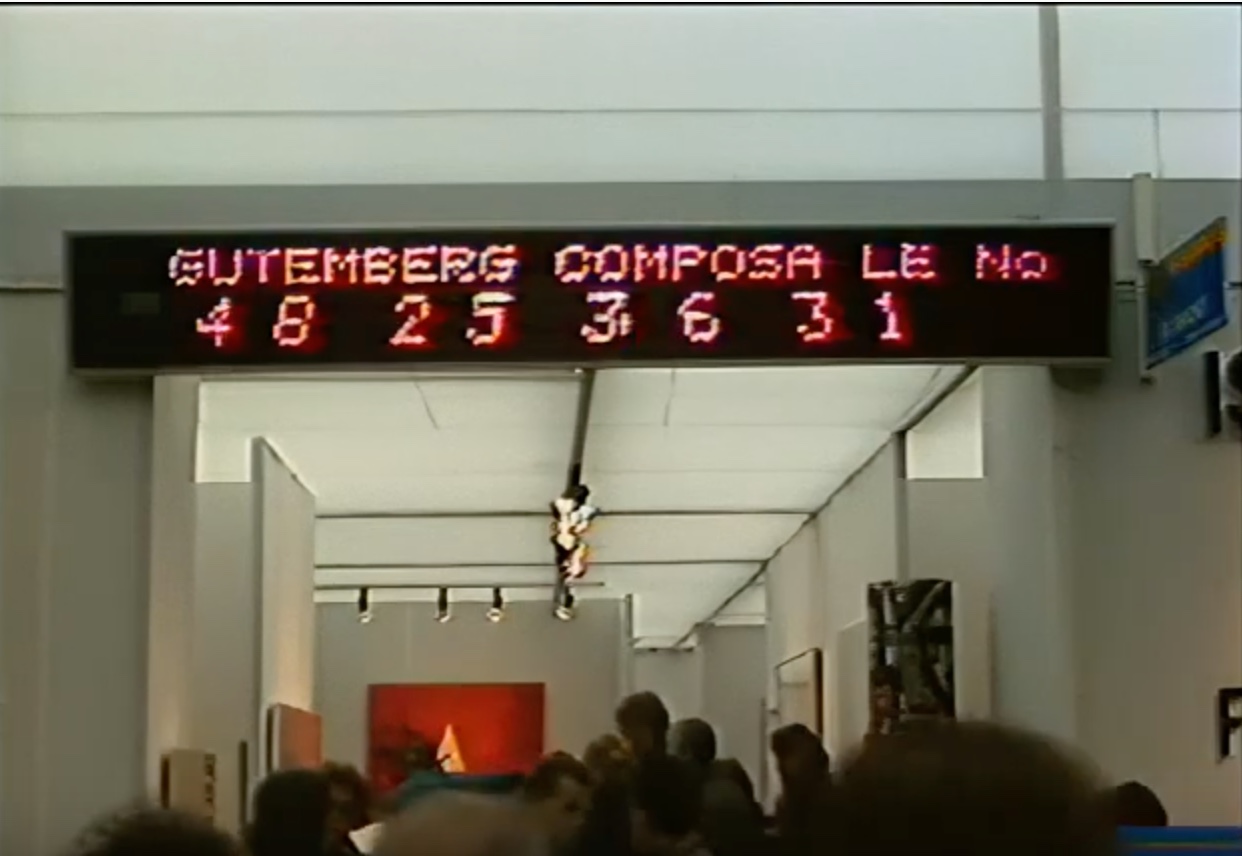 GUTEMBERG COMPOSA LE No
48 25 36 31